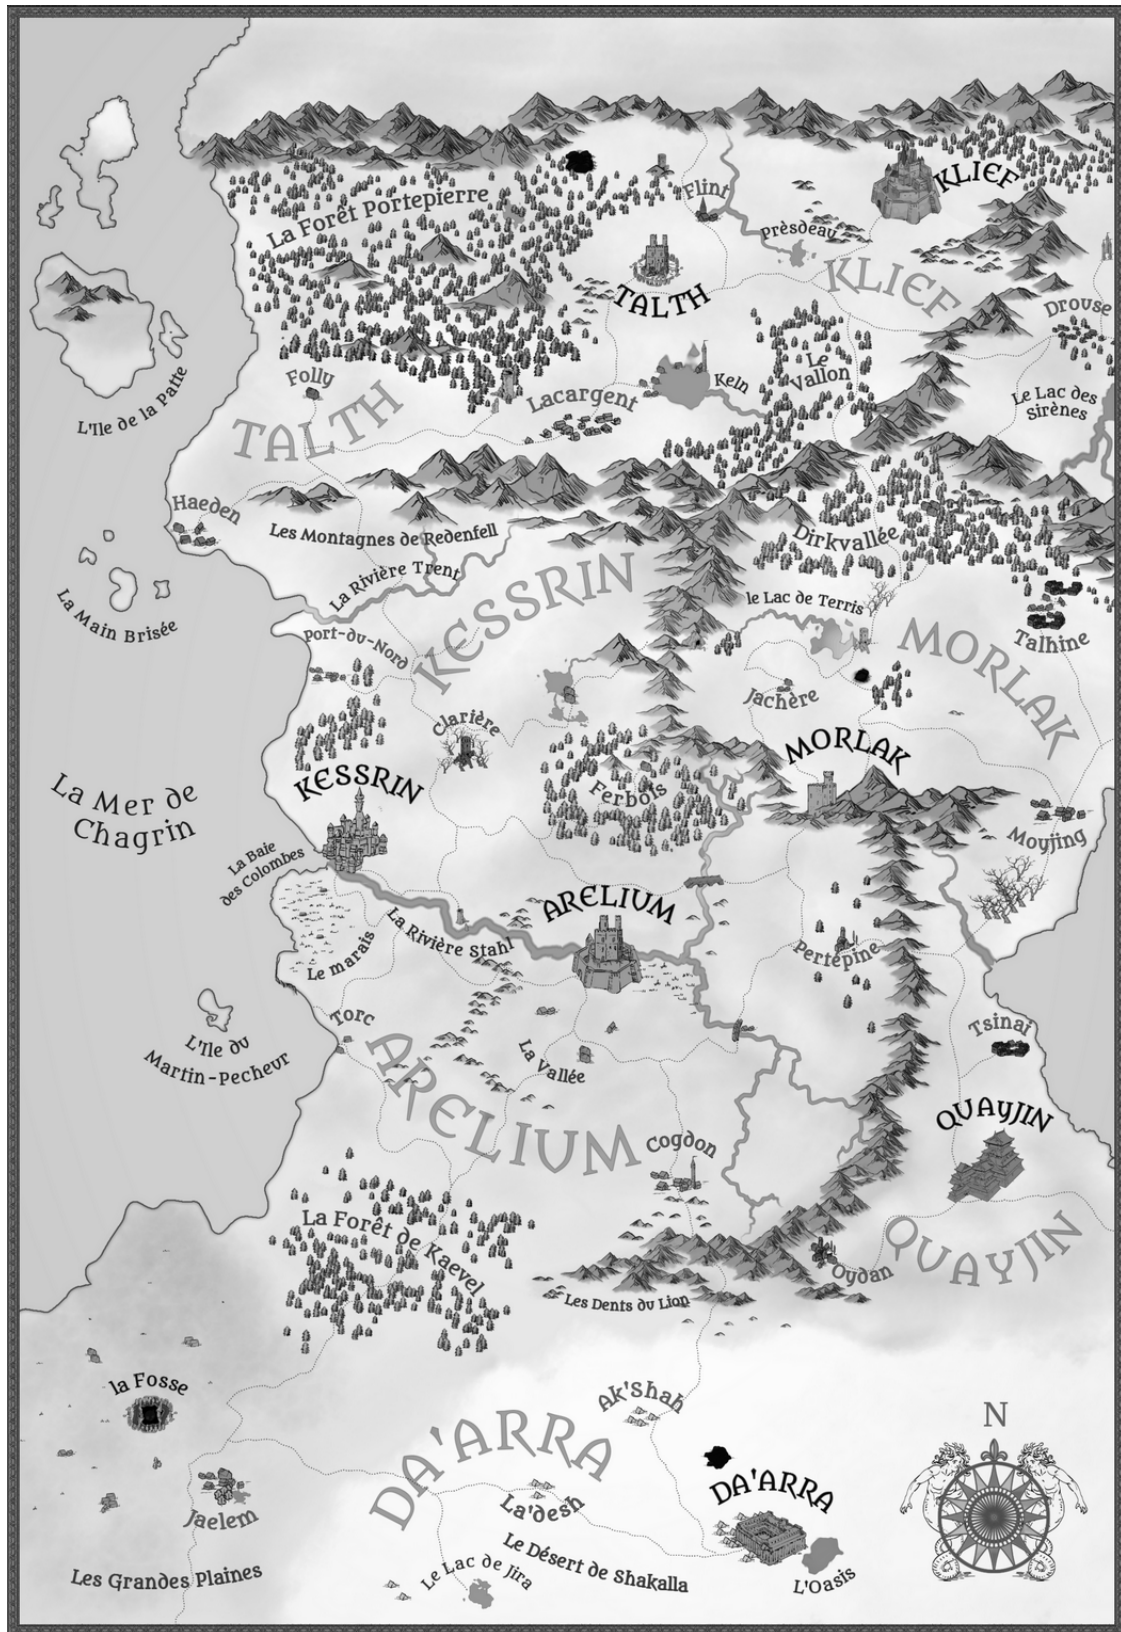 La Forêt Portepierre
Flint
KLIEF
Prèsdeau
TALTH
KLIEF
Drouse
L'Ile de la Patte
Folly
TALTH
Lacargent
Keln
Le
Vallon
Le Lac des
Sirènes
Haeden
Les Montagnes de Redenfell
Dirkvallée
La Rivière Trent
KESSRIN
La Main Brisée
le Lac de Terris
Talhine
Port-du-Nord
MORLAK
Jachère
Clarière
MORLAK
KESSRIN
Ferbois
La Mer de
Chagrin
Moyjing
La Baie
des Colombes
ARELIUM
La Rivière Stahl
Le marais
Pertepine
Torc
L'Ile du
Martin-Pecheur
La Vallée
Tsinai
ARELIUM
QUAYJIN
Cogdon
La Forêt de Kaevel
QUAYJIN
Oydan
Les Dents du Lion
la Fosse
Ak'shah
N
DA'ARRA
DA'ARRA
Jaelem
La'desh
Le Désert de Shakalla
Le Lac de Jira
L'Oasis
Les Grandes Plaines